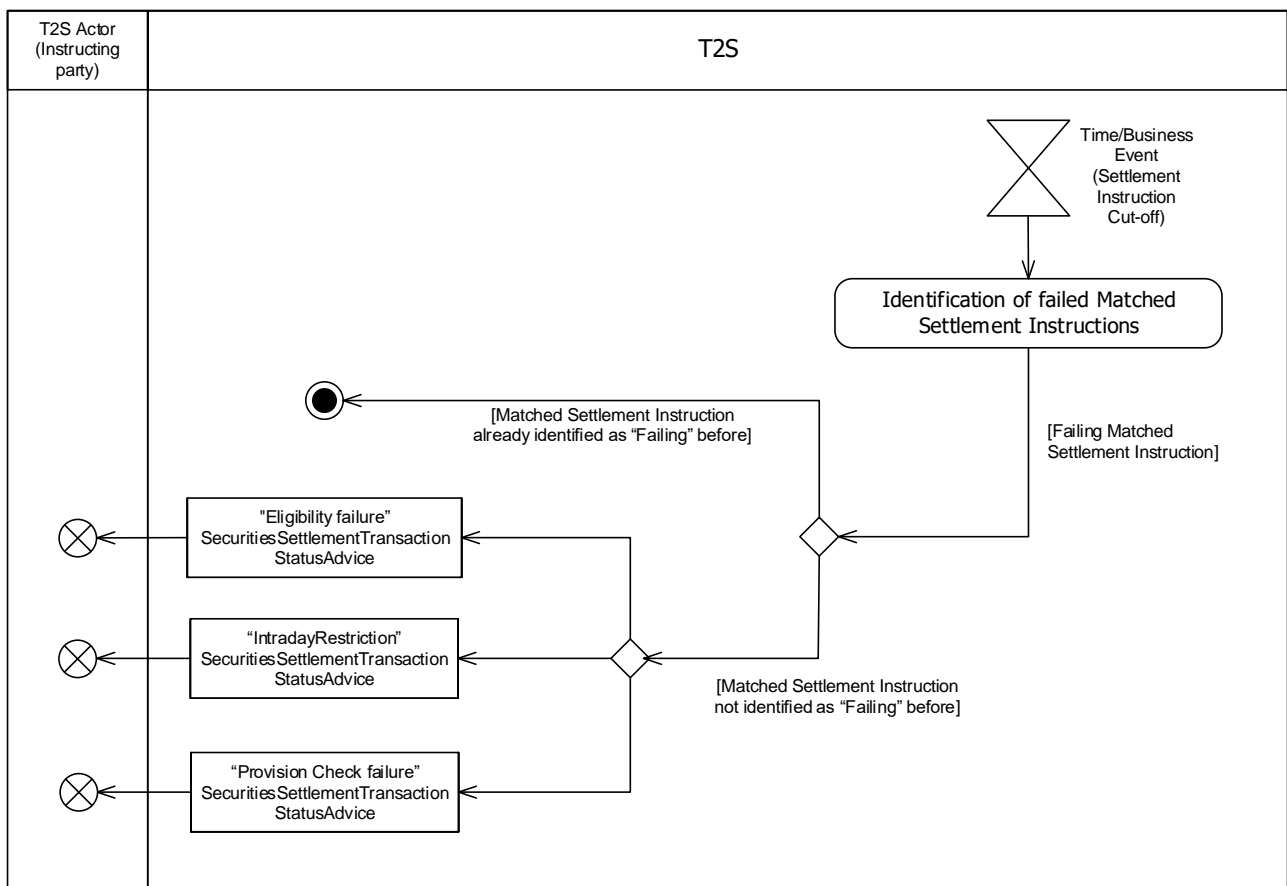 T2S Actor
(Instructing
party)
T2S
Time/Business
Event
(Settlement
Instruction
Cut-off)
Identification of failed Matched
Settlement Instructions
[Matched Settlement Instruction
already identified as “Failing” before]
[Failing Matched
Settlement Instruction]
"Eligibility failure”
SecuritiesSettlementTransaction
StatusAdvice
“IntradayRestriction”
SecuritiesSettlementTransaction
StatusAdvice
[Matched Settlement Instruction
not identified as “Failing” before]
“Provision Check failure”
SecuritiesSettlementTransaction
StatusAdvice